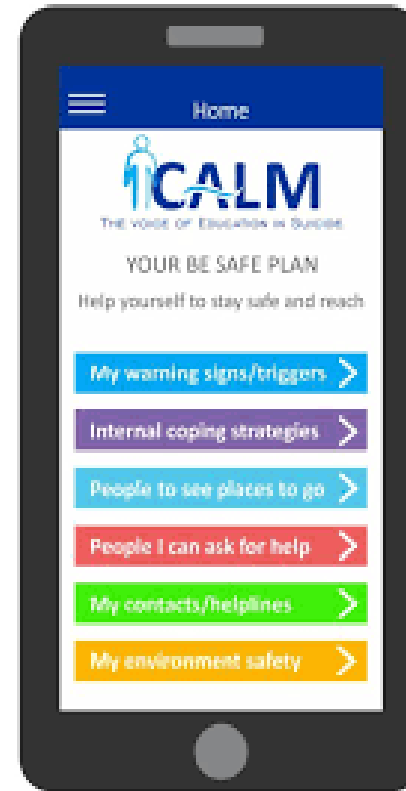 Home
CALM
THE VOICE OF EDUCATION IN SUICIDE
YOUR BE SAFE PLAN
Help yourself to stay safe and reach
My warning signs/triggers
Internal coping strategies
People to see places to go
People I can ask for help
My contacts/helplines
My environment safety